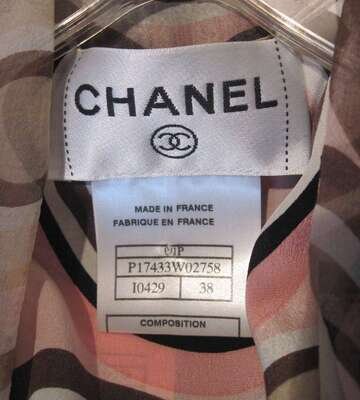 CHANEL
MADE IN FRANCE
FABRIQUE EN FRANCE
P17433W02758
I0429 38
COMPOSITION